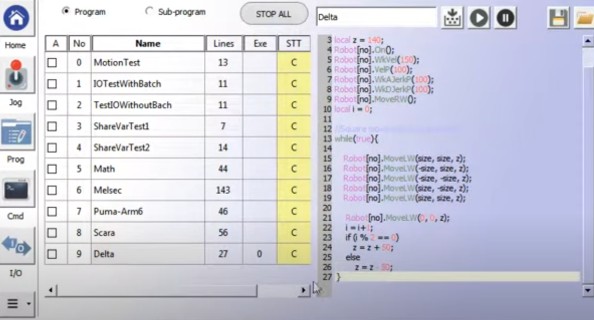 Program
Sub-program
STOP ALL
Delta
Home
Jog
Prog
Cmd
I/O
A No Name Lines Exe STT
0 MotionTest 13 C
1 IOTestWithBatch 11 C
2 TestIOWithoutBach 11 C
3 ShareVarTest1 7 C
4 ShareVarTest2 14 C
5 Math 44 C
6 Melsec 143 C
7 Puma-Arm6 46 C
8 Scara 56 C
9 Delta 27 0 C
3 local z = 140;
4 Robot[no].On();
5 Robot[no].WkVel(150);
6 Robot[no].VelP(100);
7 Robot[no].WkAJerkP(100);
8 Robot[no].WkDJerkP(100);
9 Robot[no].MoveRW();
10 local i = 0;
11
12
13 while(true){
14
15 Robot[no].MoveLW(size, size, z);
16 Robot[no].MoveLW(-size, size, z);
17 Robot[no].MoveLW(-size, -size, z);
18 Robot[no].MoveLW(size, -size, z);
19 Robot[no].MoveLW(size, size, z);
20
21 Robot[no].MoveLW(0, 0, z);
22 i = i+1;
23 if (i % 2 == 0)
24 z = z + 50;
25 else
26 z = z - 50;
27 }